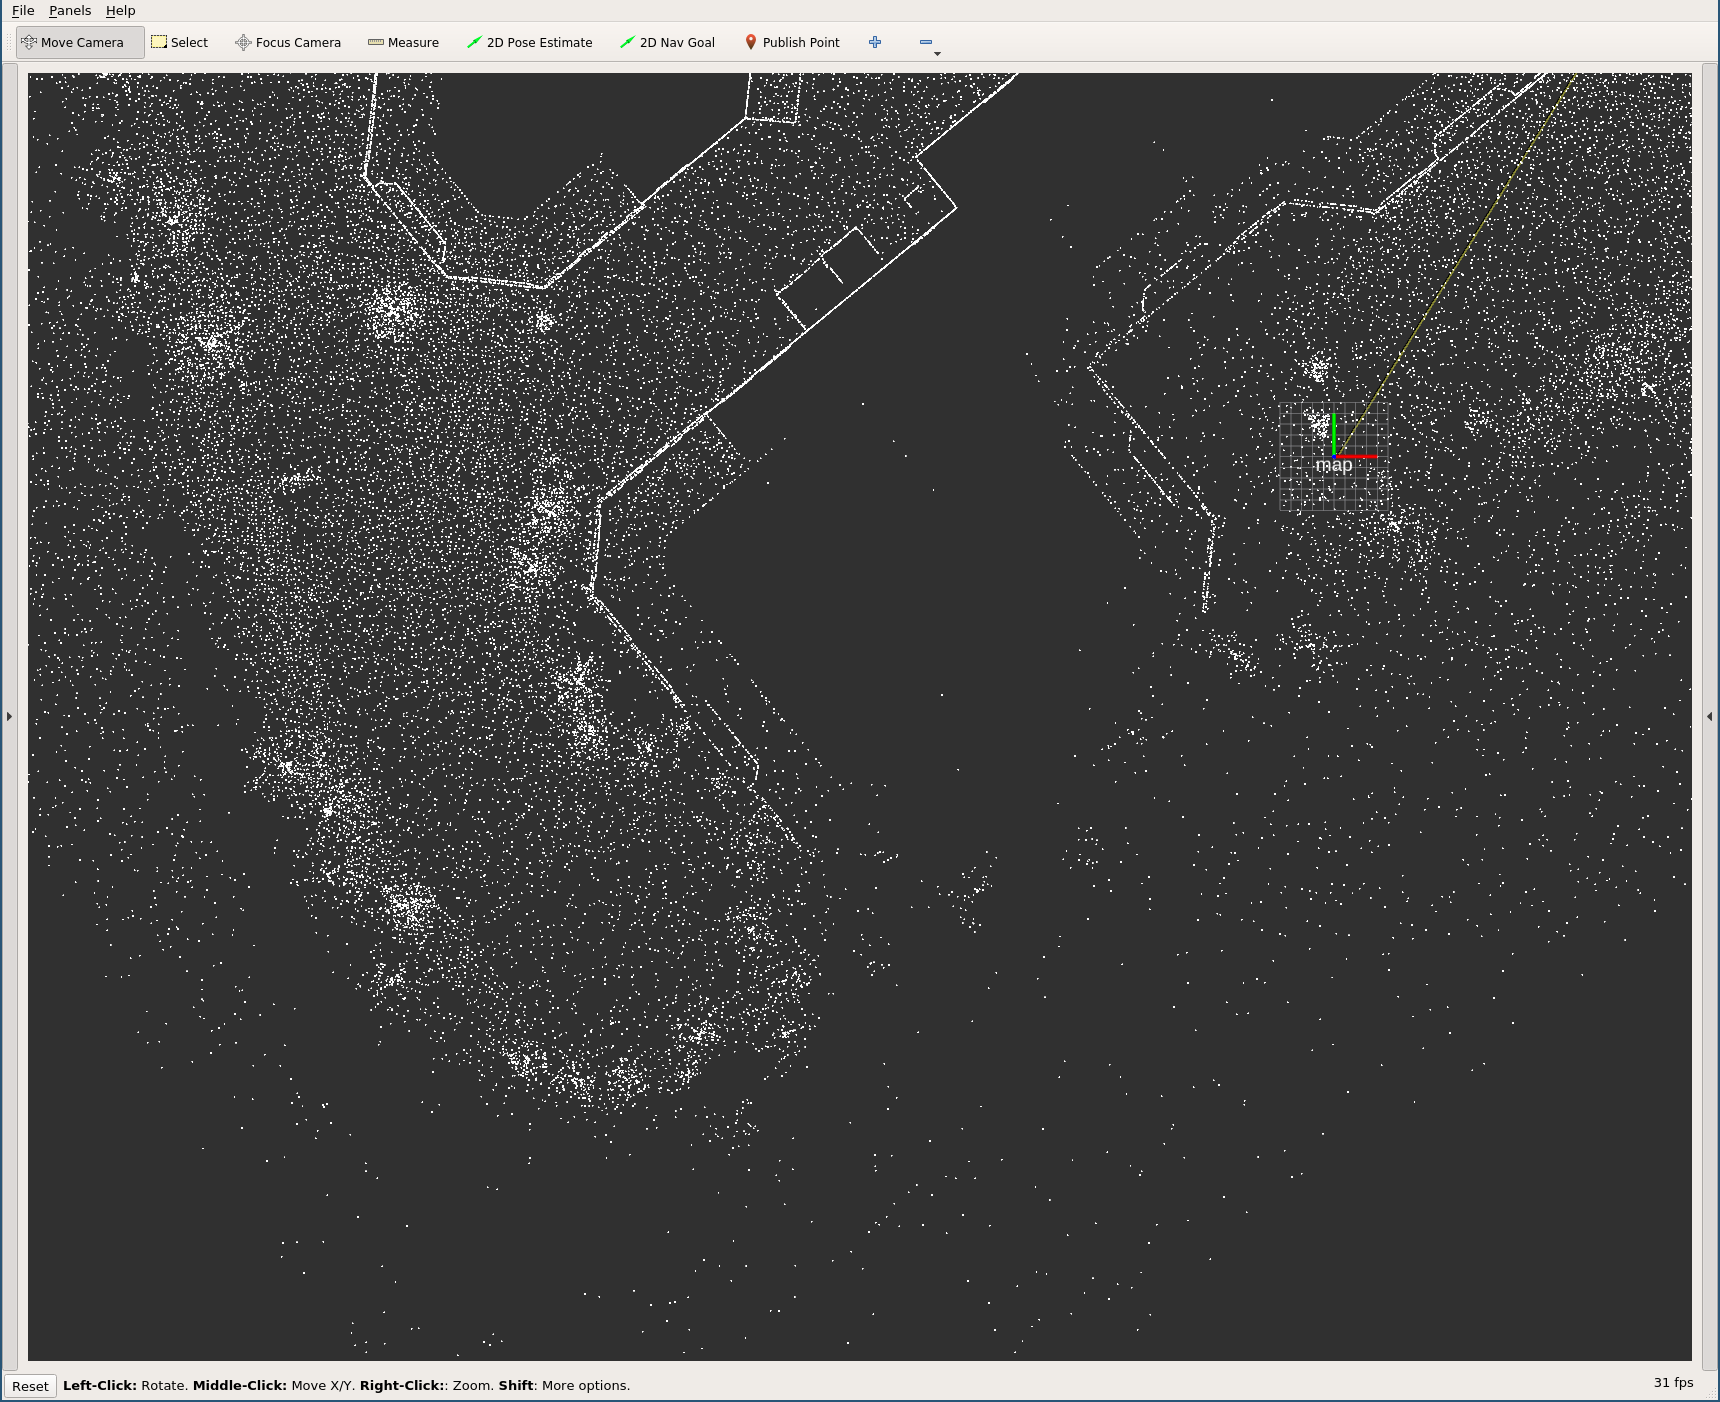 File Panels Help
Move Camera Select Focus Camera Measure 2D Pose Estimate 2D Nav Goal Publish Point
map
Reset Left-Click: Rotate. Middle-Click: Move X/Y. Right-Click:: Zoom. Shift: More options. 31 fps